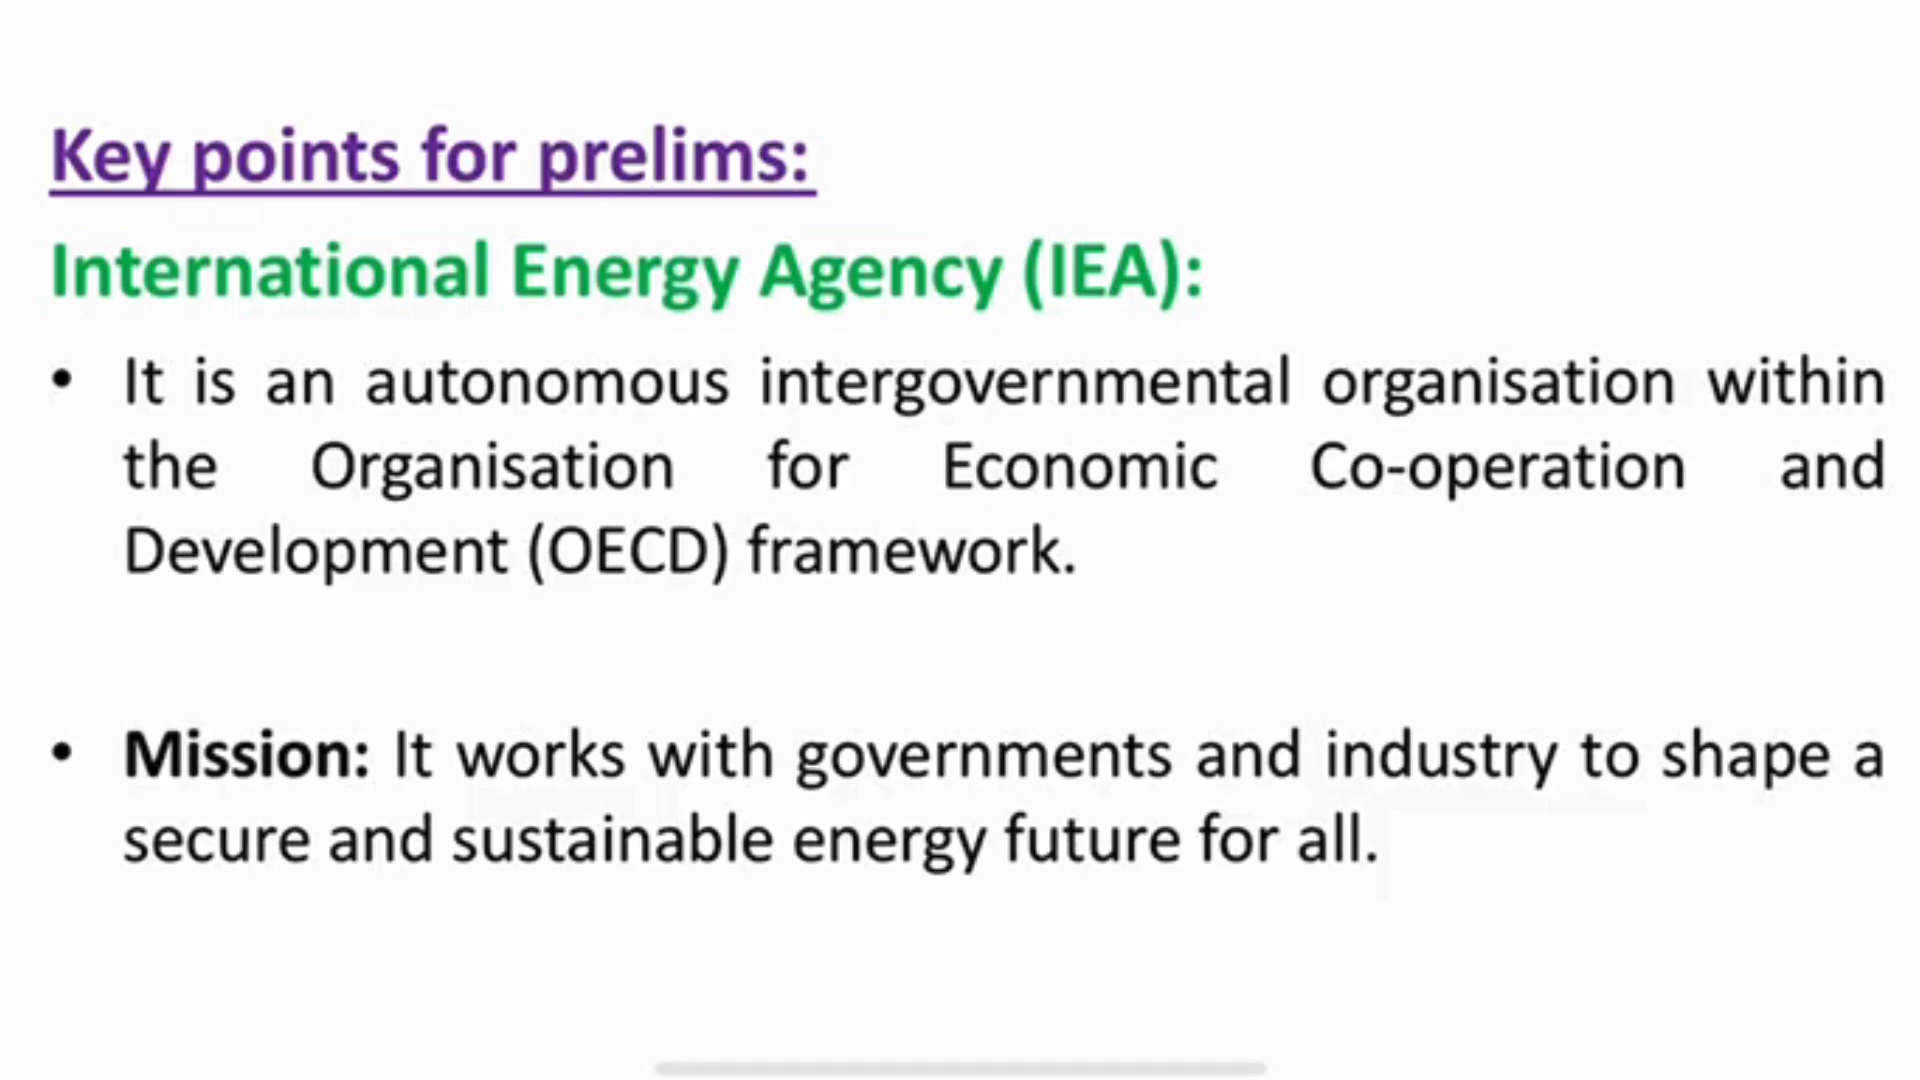 Key points for prelims:
International Energy Agency (IEA):
• It is an autonomous intergovernmental organisation within
the Organisation for Economic Co-operation and
Development (OECD) framework.
• Mission: It works with governments and industry to shape a
secure and sustainable energy future for all.